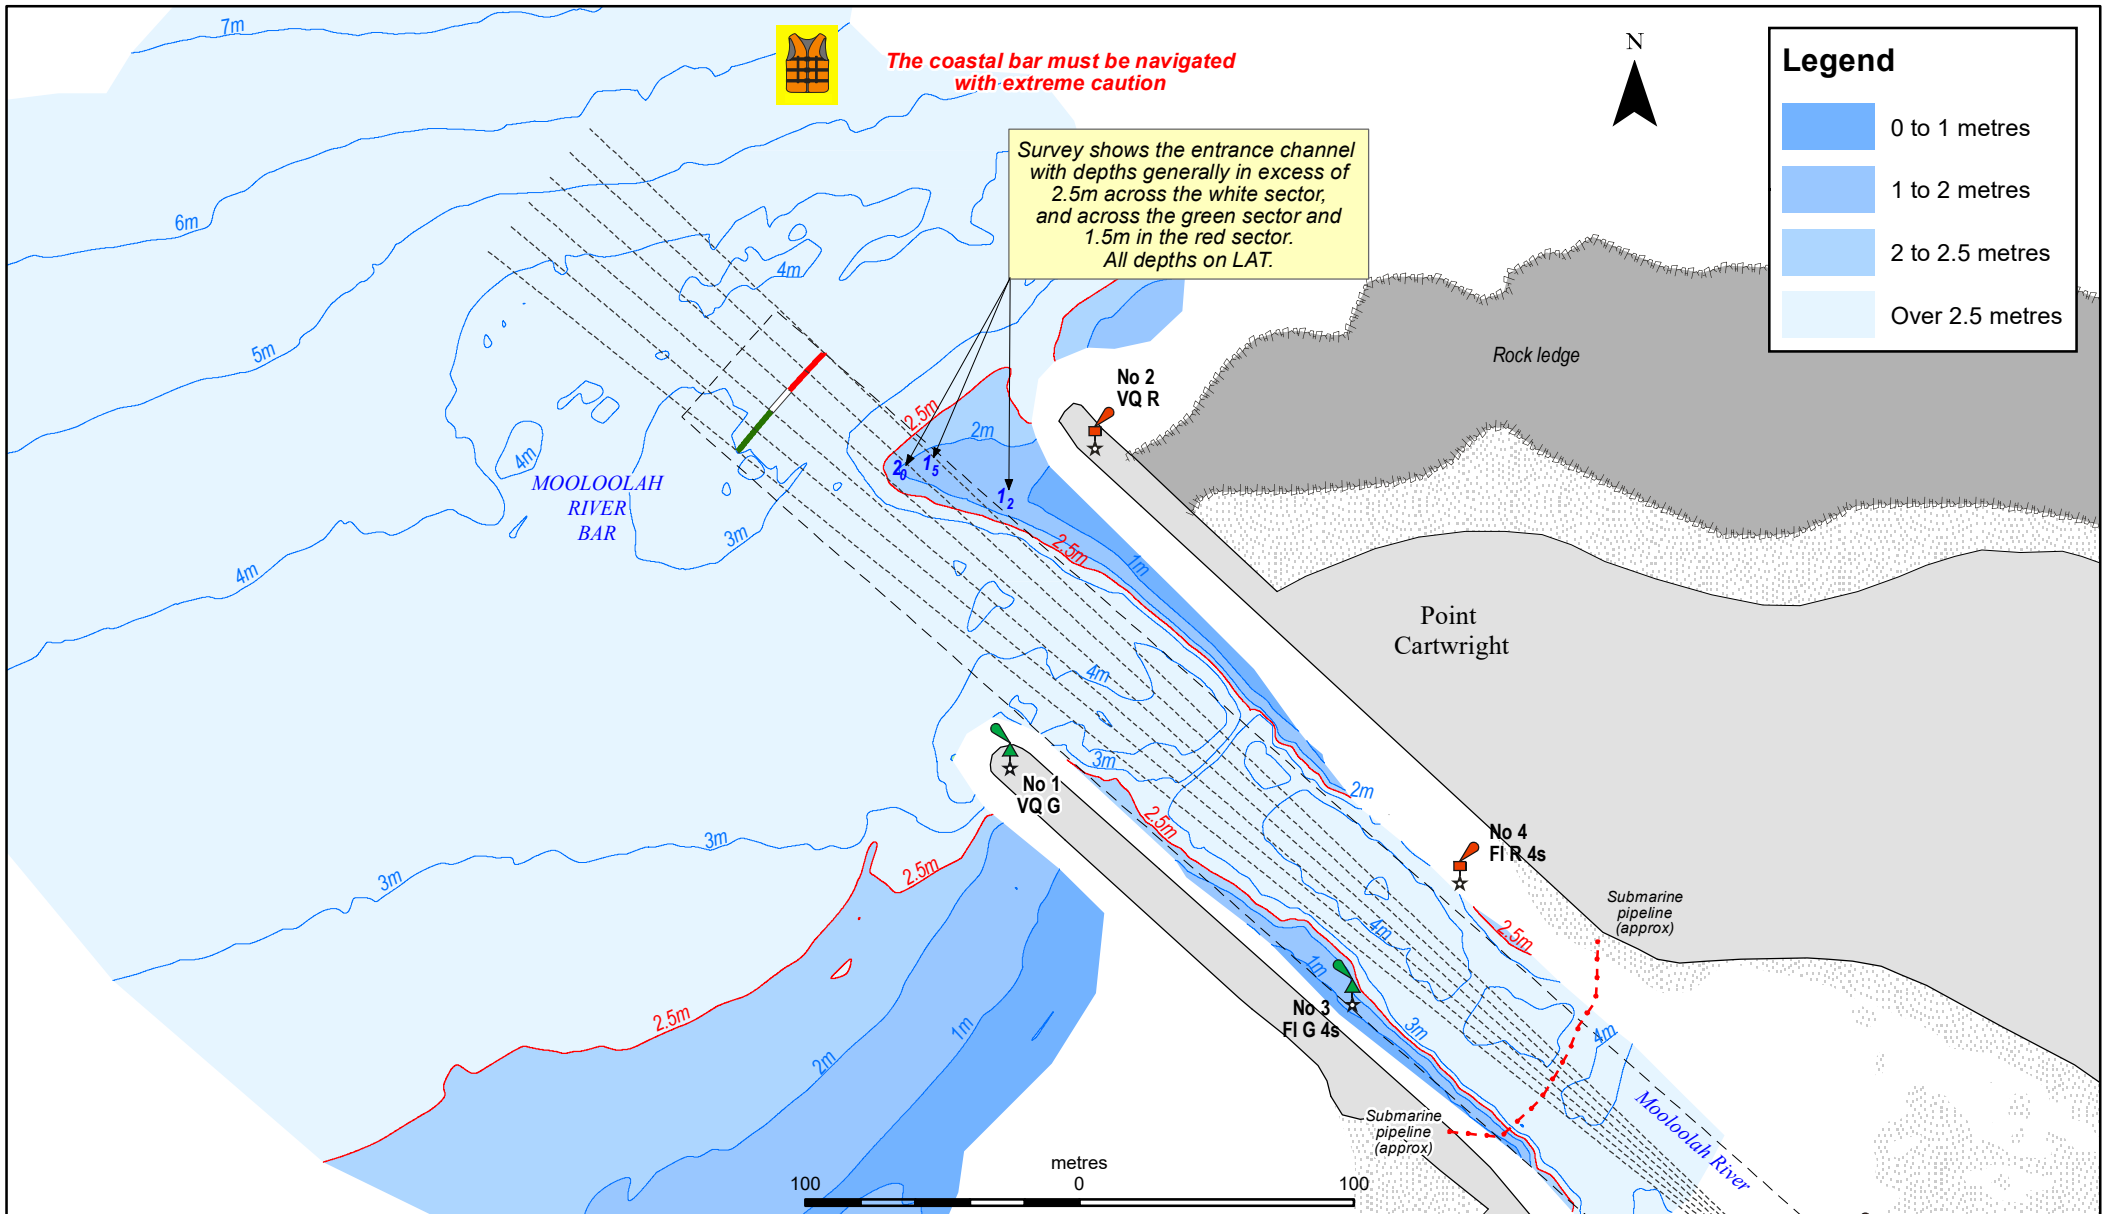 7m
The coastal bar must be navigated
with extreme caution
N
Legend
0 to 1 metres
1 to 2 metres
2 to 2.5 metres
Over 2.5 metres
Survey shows the entrance channel
with depths generally in excess of
2.5m across the white sector,
and across the green sector and
1.5m in the red sector.
All depths on LAT.
6m
4m
5m
Rock ledge
No 2
VQ R
2.5m
2m
4m
2₀
1₅
1₂
MOOLOOLAH
RIVER
BAR
3m
2.5m
1m
4m
Point
Cartwright
4m
No 1
VQ G
3m
2m
2.5m
3m
3m
2.5m
No 4
Fl R 4s
Submarine
pipeline
(approx)
4m
2.5m
1m
No 3
Fl G 4s
3m
4m
2.5m
1m
2m
Submarine
pipeline
(approx)
Mooloolah River
metres
100
0
100